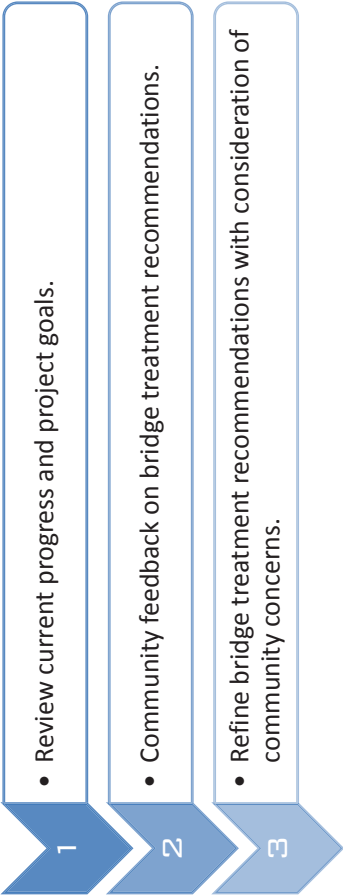 1
• Review current progress and project goals.
2
• Community feedback on bridge treatment recommendations.
3
• Refine bridge treatment recommendations with consideration of
community concerns.